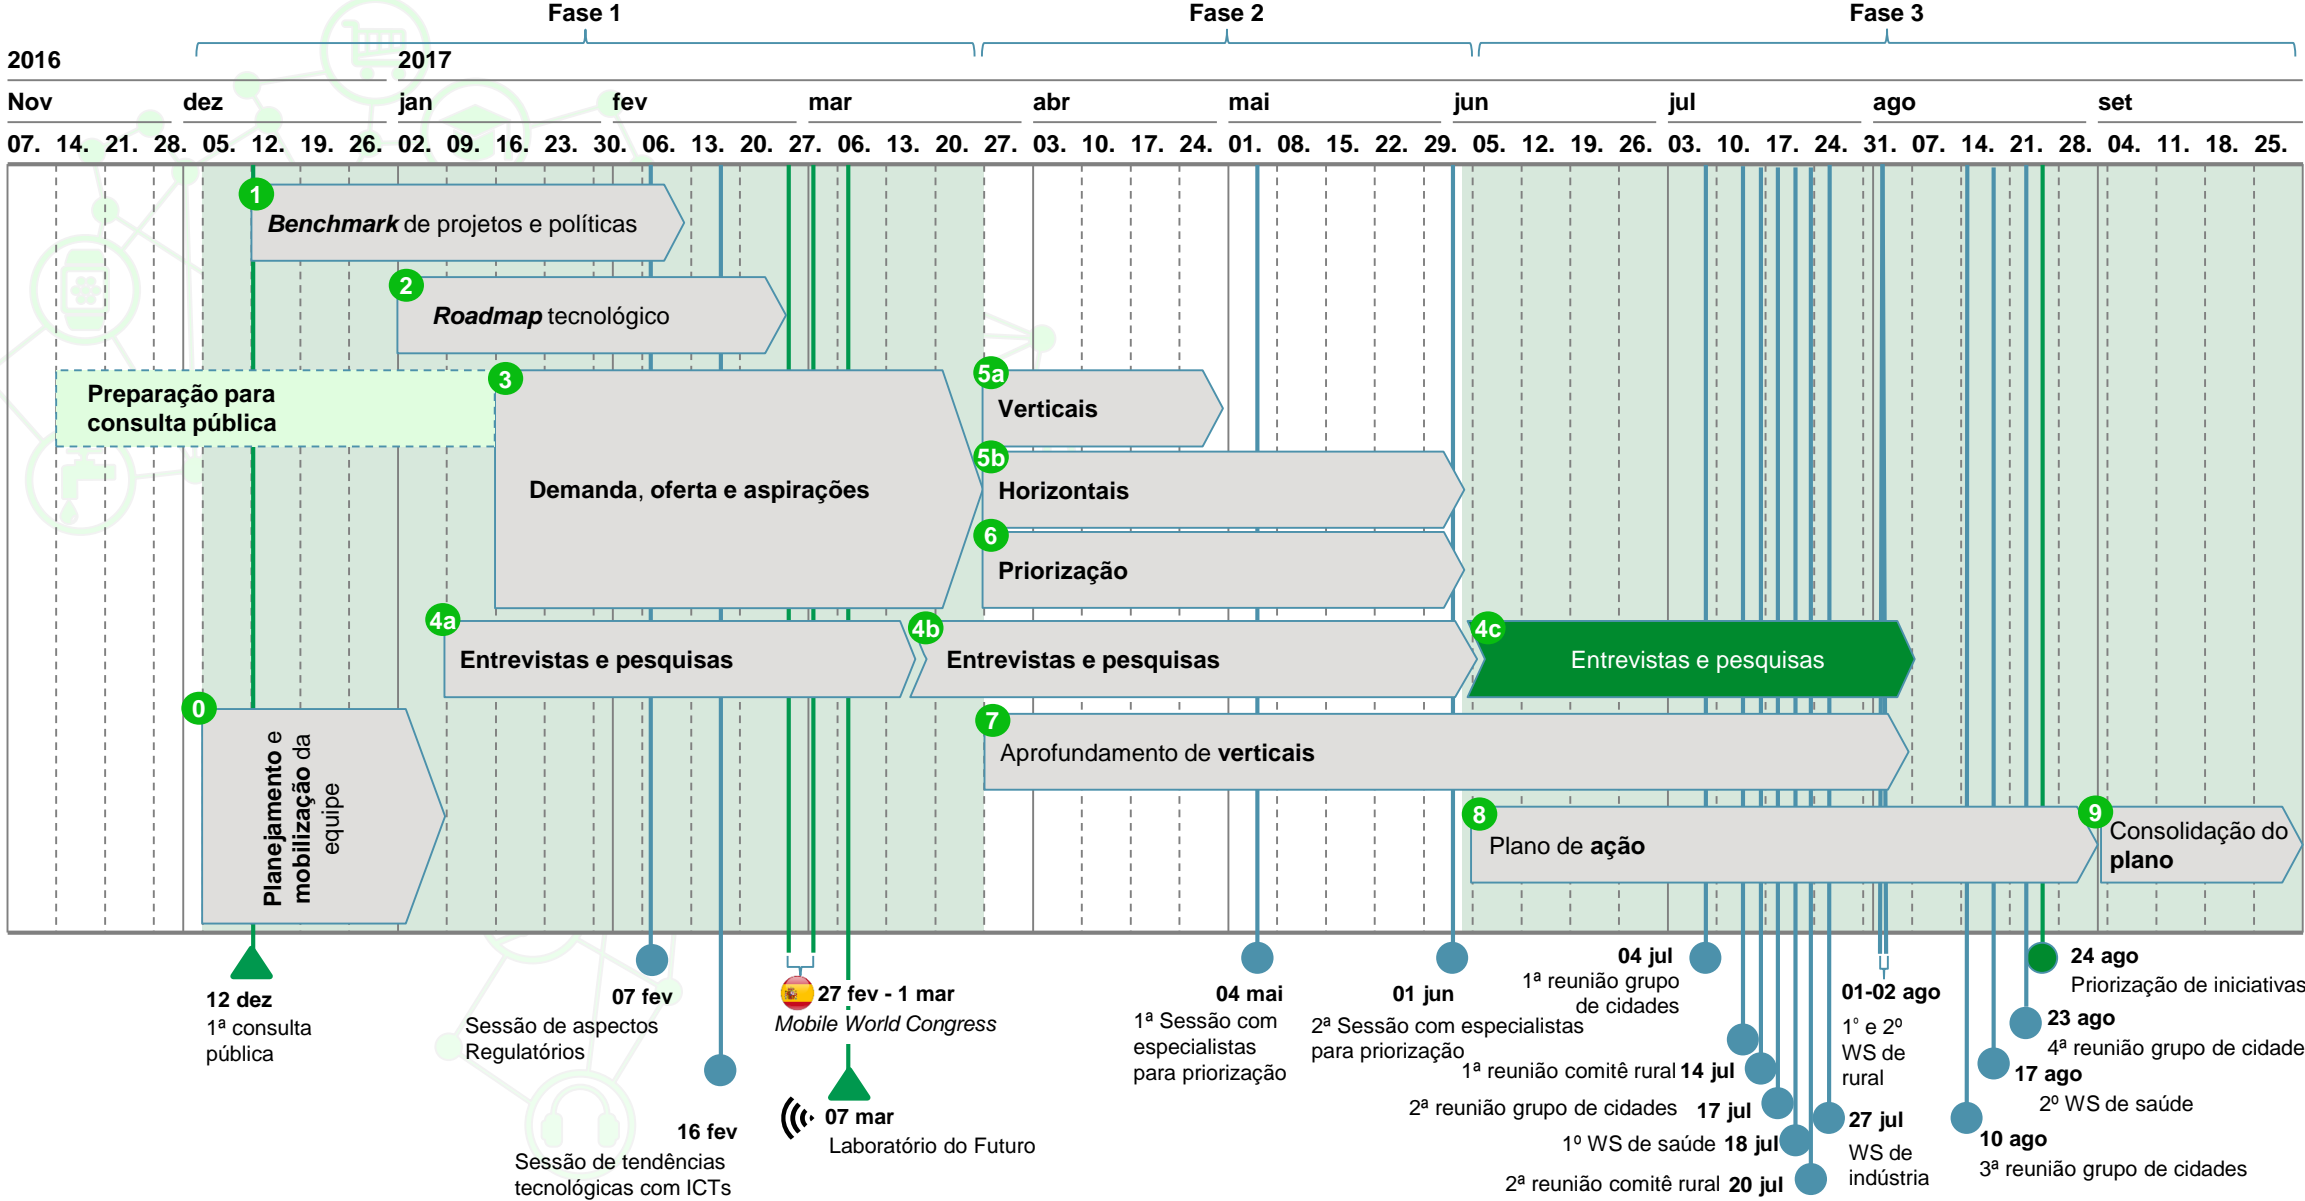 Fase 1
Fase 2
Fase 3
2016
2017
Nov
dez
jan
fev
mar
abr
mai
jun
jul
ago
set
07. 14. 21. 28. 05. 12. 19. 26. 02. 09. 16. 23. 30. 06. 13. 20. 27. 06. 13. 20. 27. 03. 10. 17. 24. 01. 08. 15. 22. 29. 05. 12. 19. 26. 03. 10. 17. 24. 31. 07. 14. 21. 28. 04. 11. 18. 25.
1
Benchmark de projetos e políticas
2
Roadmap tecnológico
Preparação para
consulta pública
3
Demanda, oferta e aspirações
5a
Verticais
5b
Horizontais
6
Priorização
4a
Entrevistas e pesquisas
4b
Entrevistas e pesquisas
4c
Entrevistas e pesquisas
0
Planejamento e
mobilização da
equipe
7
Aprofundamento de verticais
8
Plano de ação
9
Consolidação do
plano
12 dez
1ª consulta
pública
07 fev
Sessão de aspectos
Regulatórios
16 fev
Sessão de tendências
tecnológicas com ICTs
27 fev - 1 mar
Mobile World Congress
07 mar
Laboratório do Futuro
04 mai
1ª Sessão com
especialistas
para priorização
01 jun
2ª Sessão com especialistas
para priorização
04 jul
1ª reunião grupo
de cidades
1ª reunião comitê rural 14 jul
2ª reunião grupo de cidades 17 jul
1º WS de saúde 18 jul
2ª reunião comitê rural 20 jul
27 jul
WS de
indústria
01-02 ago
1º e 2º
WS de
rural
24 ago
Priorização de iniciativas
23 ago
4ª reunião grupo de cidade
17 ago
2º WS de saúde
10 ago
3ª reunião grupo de cidades